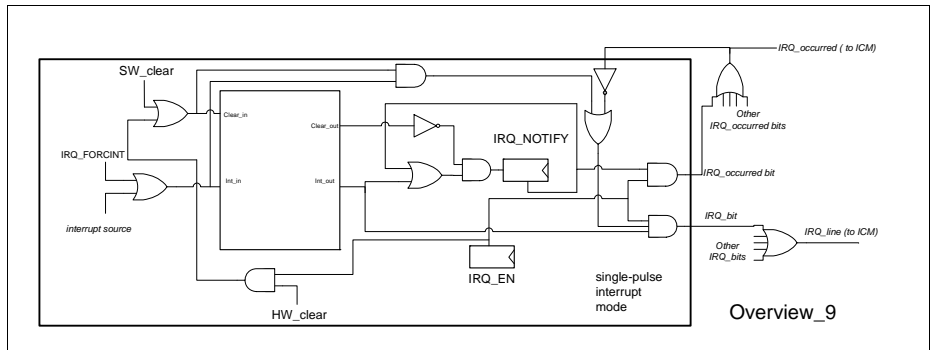 IRQ_occurred ( to ICM)
SW_clear
Other
IRQ_occurred bits
Clear_in
Clear_out
IRQ_NOTIFY
IRQ_FORCINT
IRQ_occurred bit
Int_in
Int_out
interrupt source
IRQ_bit
IRQ_line (to ICM)
Other
IRQ_bits
IRQ_EN
single-pulse
interrupt
mode
HW_clear
Overview_9